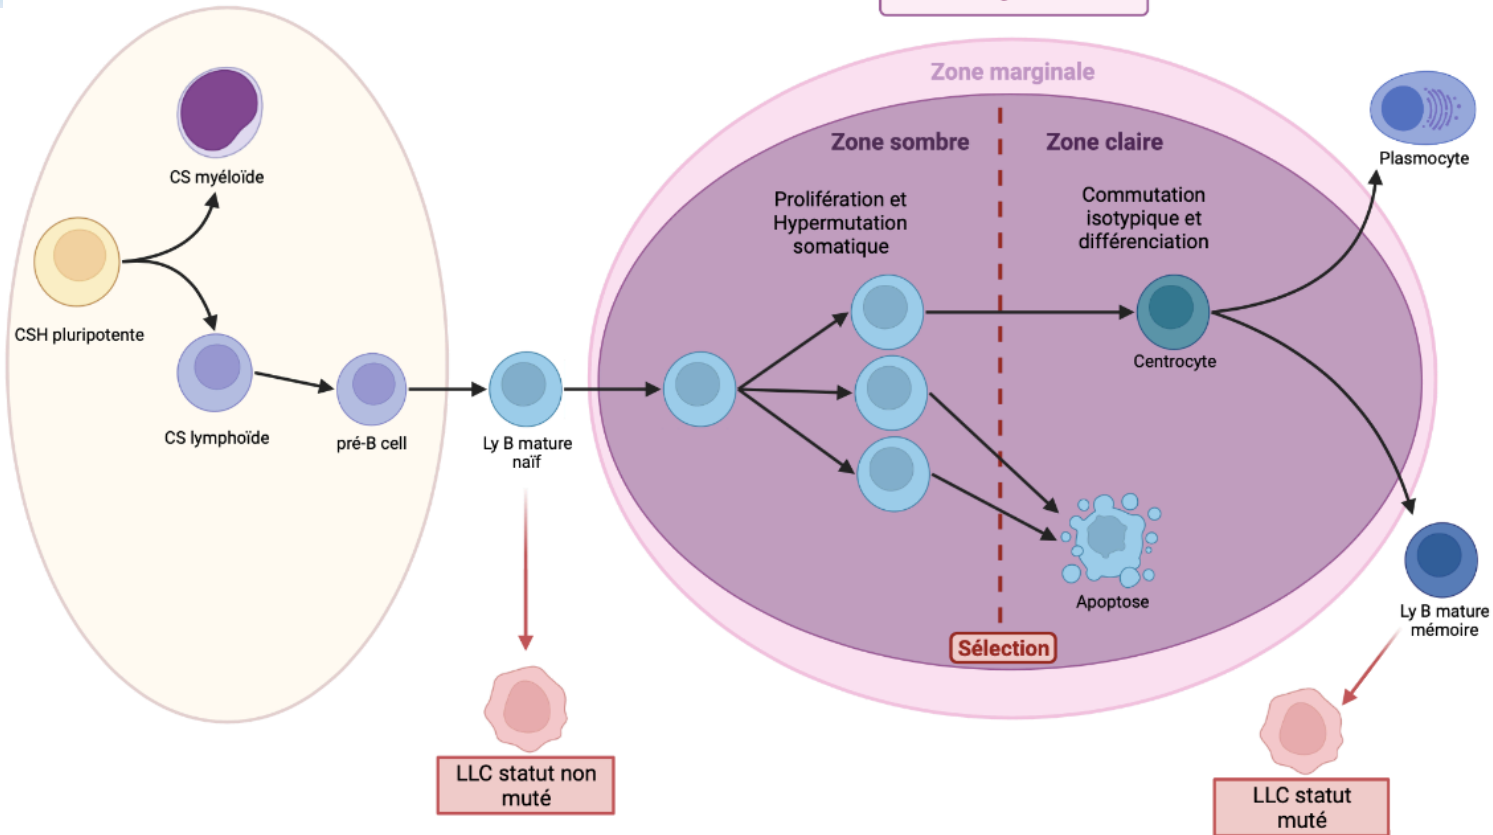 Zone marginale
CS myéloïde
CSH pluripotente
CS lymphoïde
pré-B cell
Ly B mature
naïf
LLC statut non
muté
Zone sombre
Prolifération et
Hypermutation
somatique
Zone claire
Commutation
isotypique et
différenciation
Centrocyte
Apoptose
Sélection
Plasmocyte
Ly B mature
mémoire
LLC statut
muté